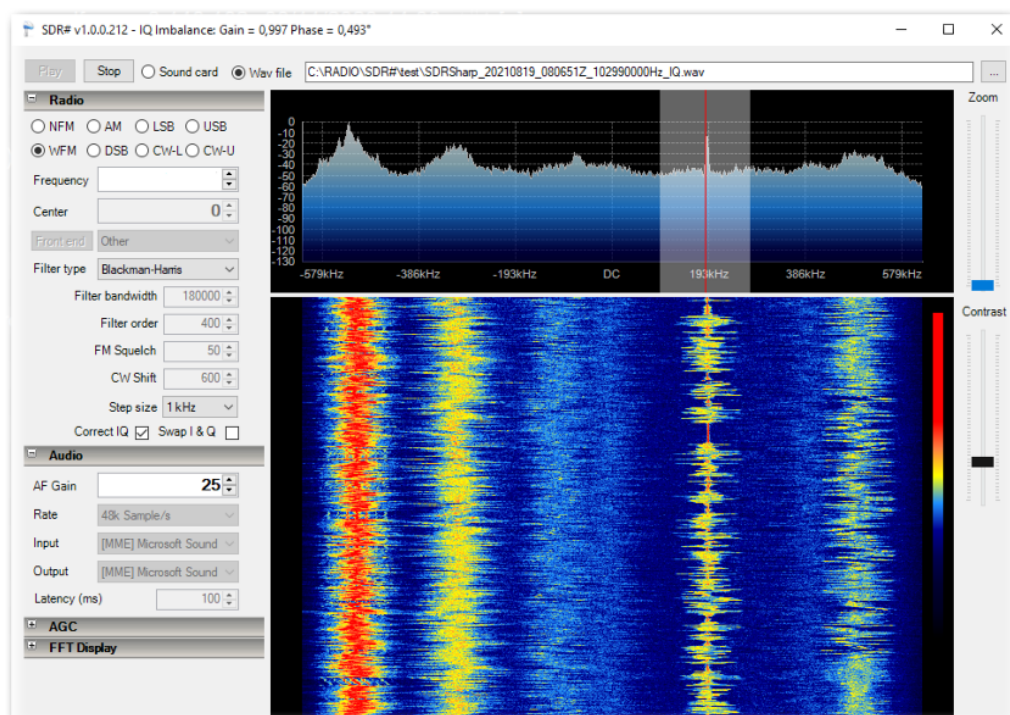 SDR# v1.0.0.212 - IQ Imbalance: Gain = 0,997 Phase = 0,493°
Play Stop Sound card Wav file C:\RADIO\SDR#\test\SDRSharp_20210819_080651Z_102990000Hz_IQ.wav ...
Radio
NFM AM LSB USB
WFM DSB CW-L CW-U
Frequency
Center 0
Front end Other
Filter type Blackman-Harris
Filter bandwidth 180000
Filter order 400
FM Squelch 50
CW Shift 600
Step size 1 kHz
Correct IQ Swap I & Q
Audio
AF Gain 25
Rate 48k Sample/s
Input [MME] Microsoft Sound
Output [MME] Microsoft Sound
Latency (ms) 100
AGC
FFT Display
0
-10
-20
-30
-40
-50
-60
-70
-80
-90
-100
-110
-120
-130
-579kHz -386kHz -193kHz DC 193kHz 386kHz 579kHz
Zoom
Contrast